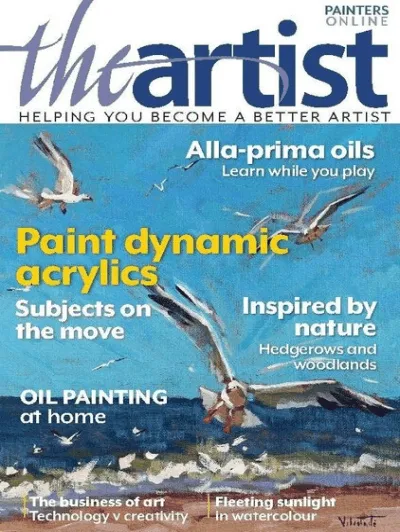 PAINTERS
ONLINE
the artist
HELPING YOU BECOME A BETTER ARTIST
Alla-prima oils
Learn while you play
Paint dynamic
acrylics
Subjects on
the move
Inspired by
nature
Hedgerows and
woodlands
OIL PAINTING
at home
The business of art
Technology v creativity
Fleeting sunlight
in watercolour